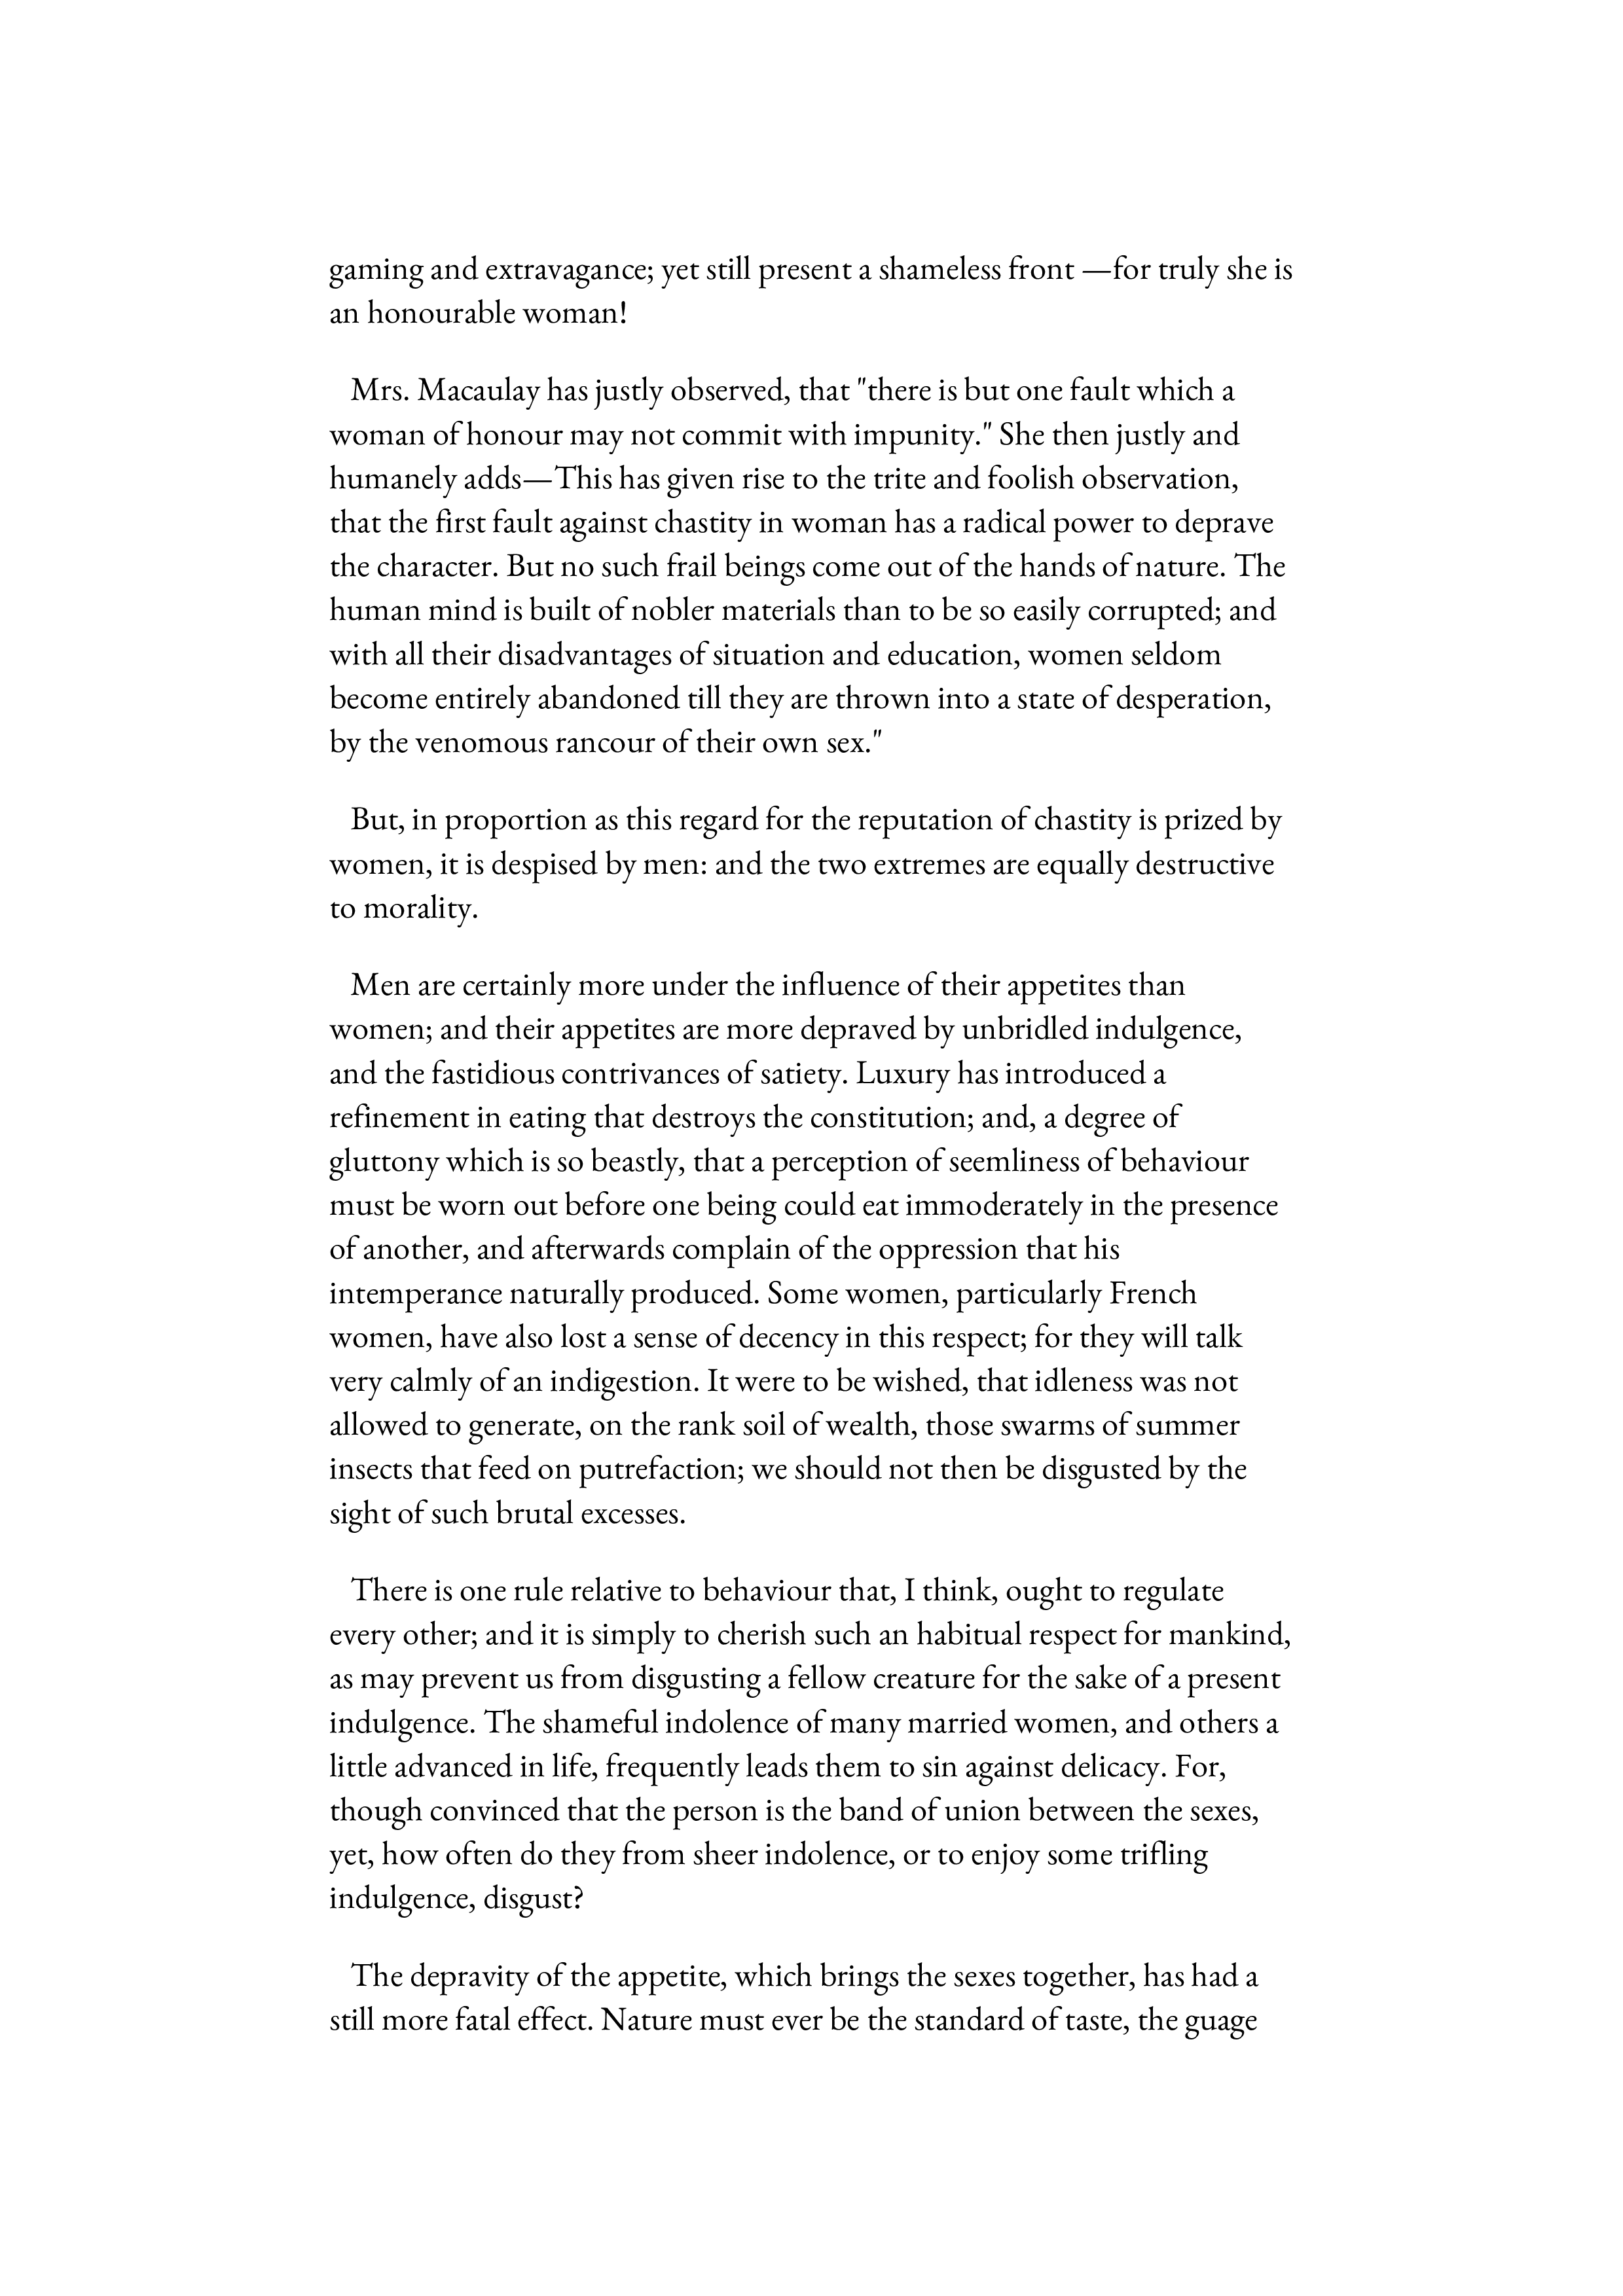 gaming and extravagance; yet still present a shameless front —for truly she is
an honourable woman!
Mrs. Macaulay has justly observed, that "there is but one fault which a
woman of honour may not commit with impunity." She then justly and
humanely adds—This has given rise to the trite and foolish observation,
that the first fault against chastity in woman has a radical power to deprave
the character. But no such frail beings come out of the hands of nature. The
human mind is built of nobler materials than to be so easily corrupted; and
with all their disadvantages of situation and education, women seldom
become entirely abandoned till they are thrown into a state of desperation,
by the venomous rancour of their own sex."
But, in proportion as this regard for the reputation of chastity is prized by
women, it is despised by men: and the two extremes are equally destructive
to morality.
Men are certainly more under the influence of their appetites than
women; and their appetites are more depraved by unbridled indulgence,
and the fastidious contrivances of satiety. Luxury has introduced a
refinement in eating that destroys the constitution; and, a degree of
gluttony which is so beastly, that a perception of seemliness of behaviour
must be worn out before one being could eat immoderately in the presence
of another, and afterwards complain of the oppression that his
intemperance naturally produced. Some women, particularly French
women, have also lost a sense of decency in this respect; for they will talk
very calmly of an indigestion. It were to be wished, that idleness was not
allowed to generate, on the rank soil of wealth, those swarms of summer
insects that feed on putrefaction; we should not then be disgusted by the
sight of such brutal excesses.
There is one rule relative to behaviour that, I think, ought to regulate
every other; and it is simply to cherish such an habitual respect for mankind,
as may prevent us from disgusting a fellow creature for the sake of a present
indulgence. The shameful indolence of many married women, and others a
little advanced in life, frequently leads them to sin against delicacy. For,
though convinced that the person is the band of union between the sexes,
yet, how often do they from sheer indolence, or to enjoy some trifling
indulgence, disgust?
The depravity of the appetite, which brings the sexes together, has had a
still more fatal effect. Nature must ever be the standard of taste, the guage